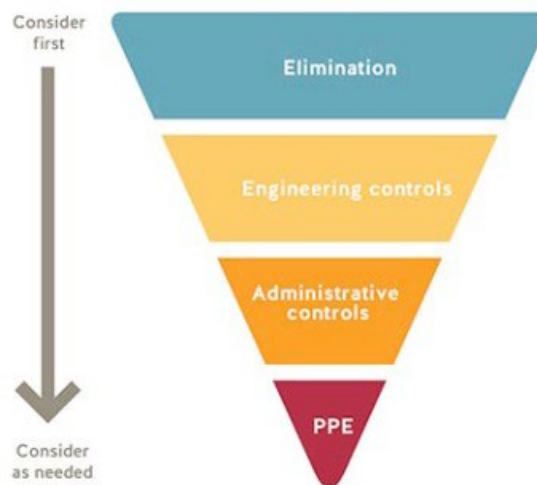 Consider
first
Elimination
Engineering controls
Administrative
controls
PPE
Consider
as needed